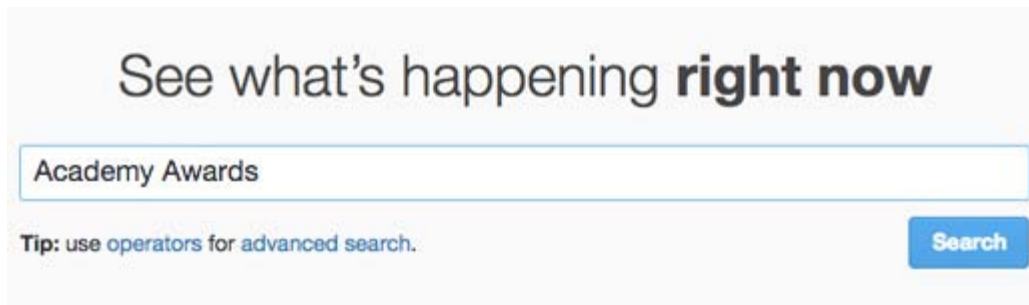 See what’s happening right now
Academy Awards
Tip: use operators for advanced search.
Search